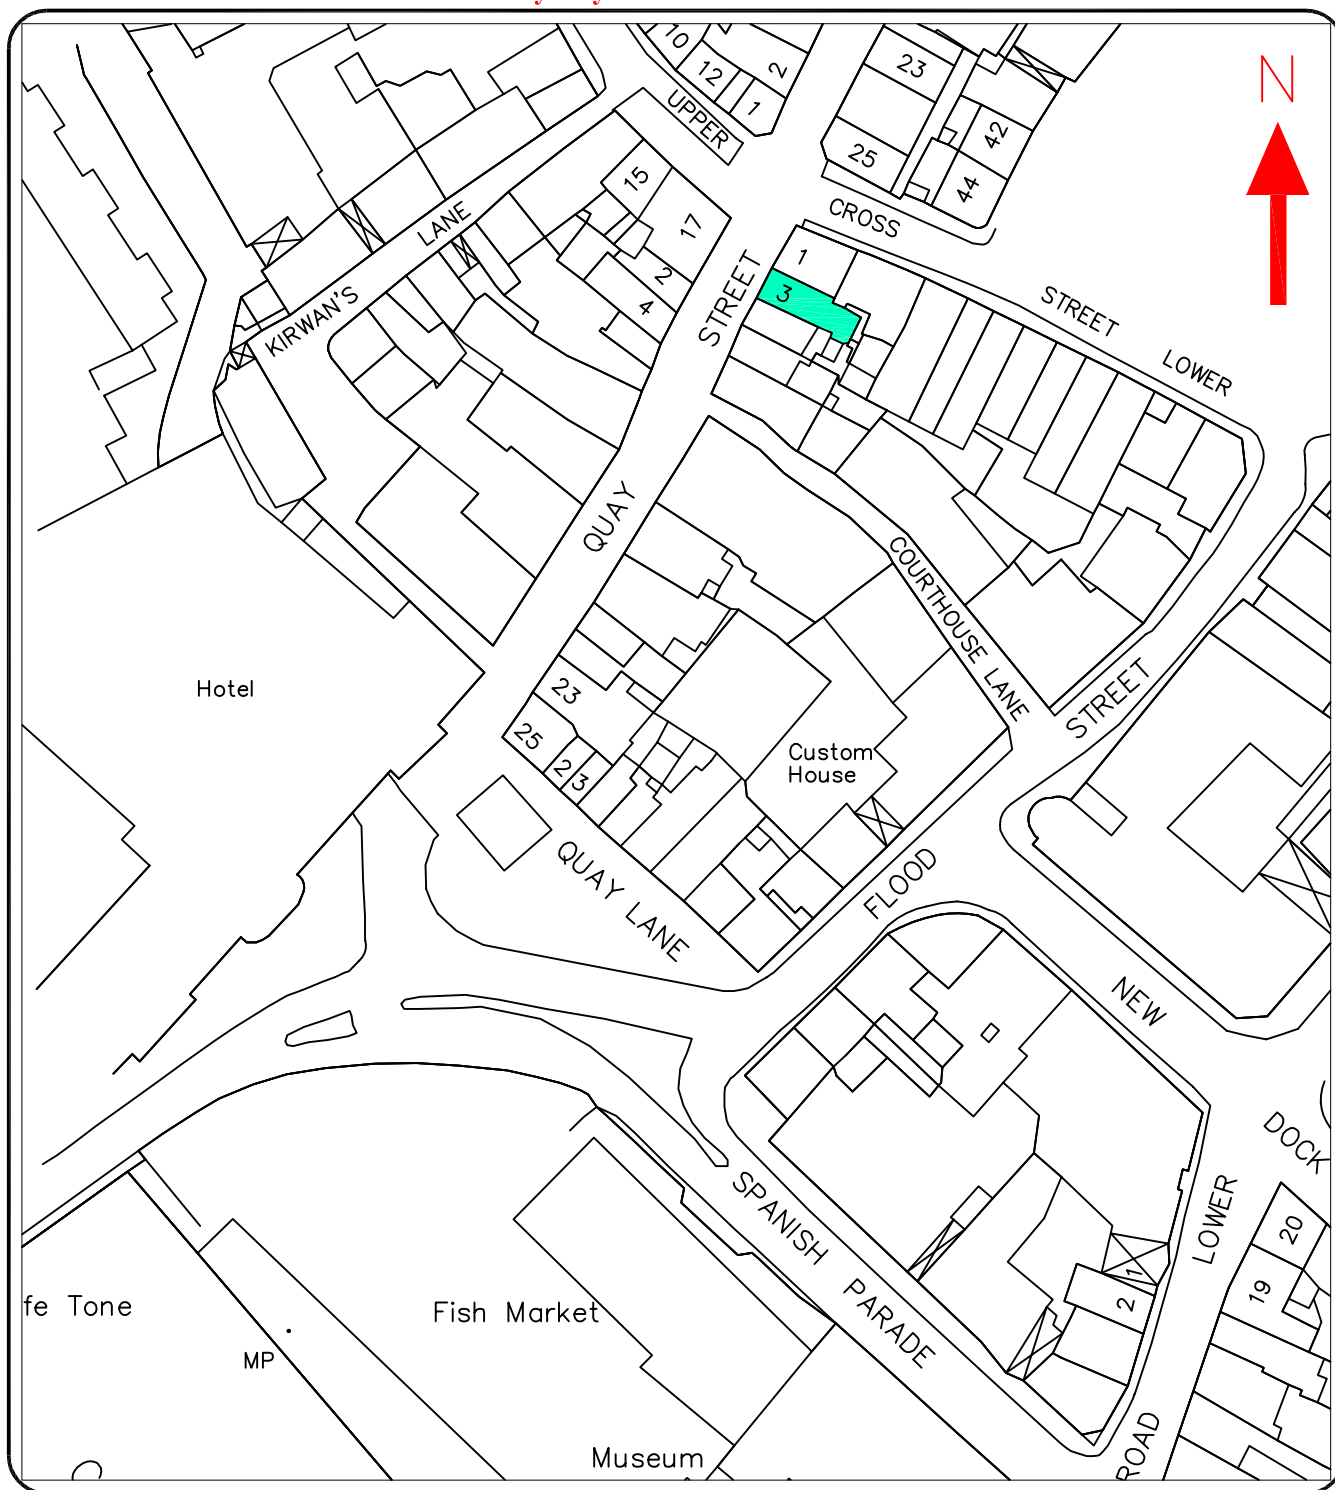 10
12
2
1
23
42
25
44
N
UPPER
15
17
2
4
CROSS
STREET
LOWER
KIRWAN'S LANE
1
3
QUAY STREET
COURTHOUSE LANE
Hotel
23
25
2
3
Custom
House
FLOOD STREET
QUAY LANE
NEW
DOCK
LOWER
ROAD
SPANISH PARADE
20
19
1
2
fe Tone
Fish Market
MP
Museum